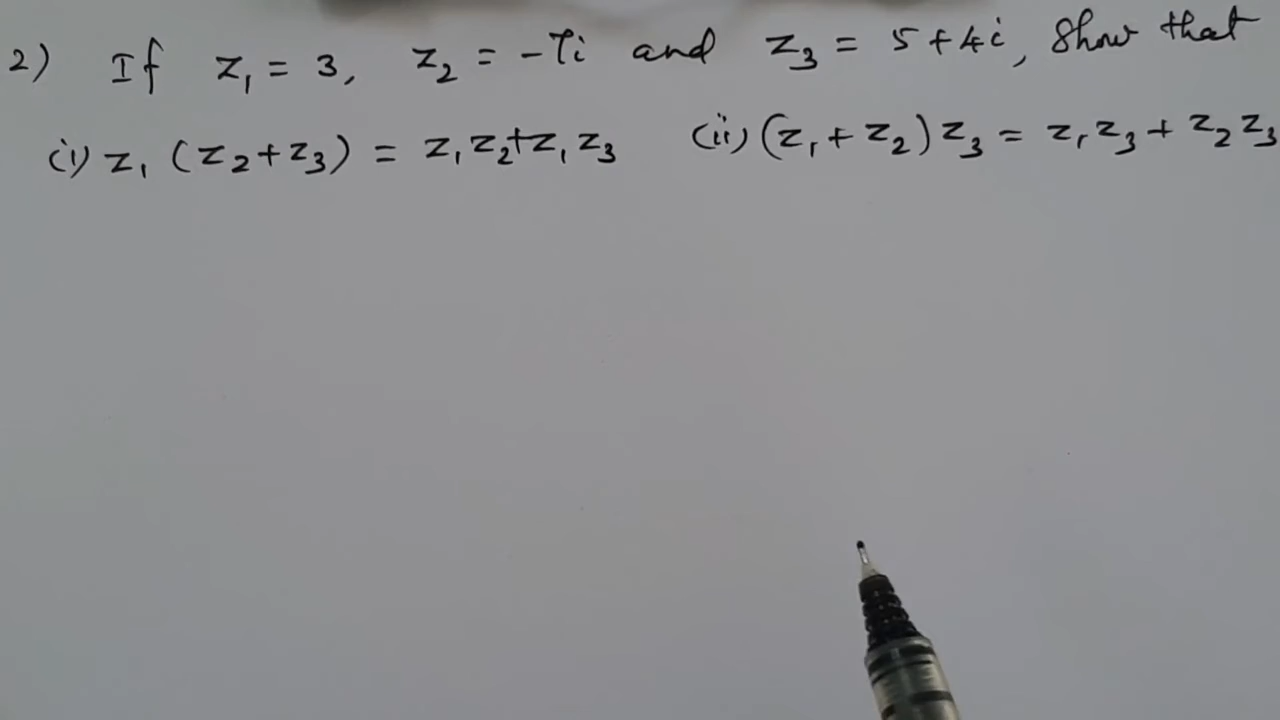 2) If z₁ = 3, z₂ = -7i and z₃ = 5+4i, Show that
(i) z₁ (z₂+z₃) = z₁z₂+z₁z₃ (ii) (z₁+z₂)z₃ = z₁z₃+z₂z₃